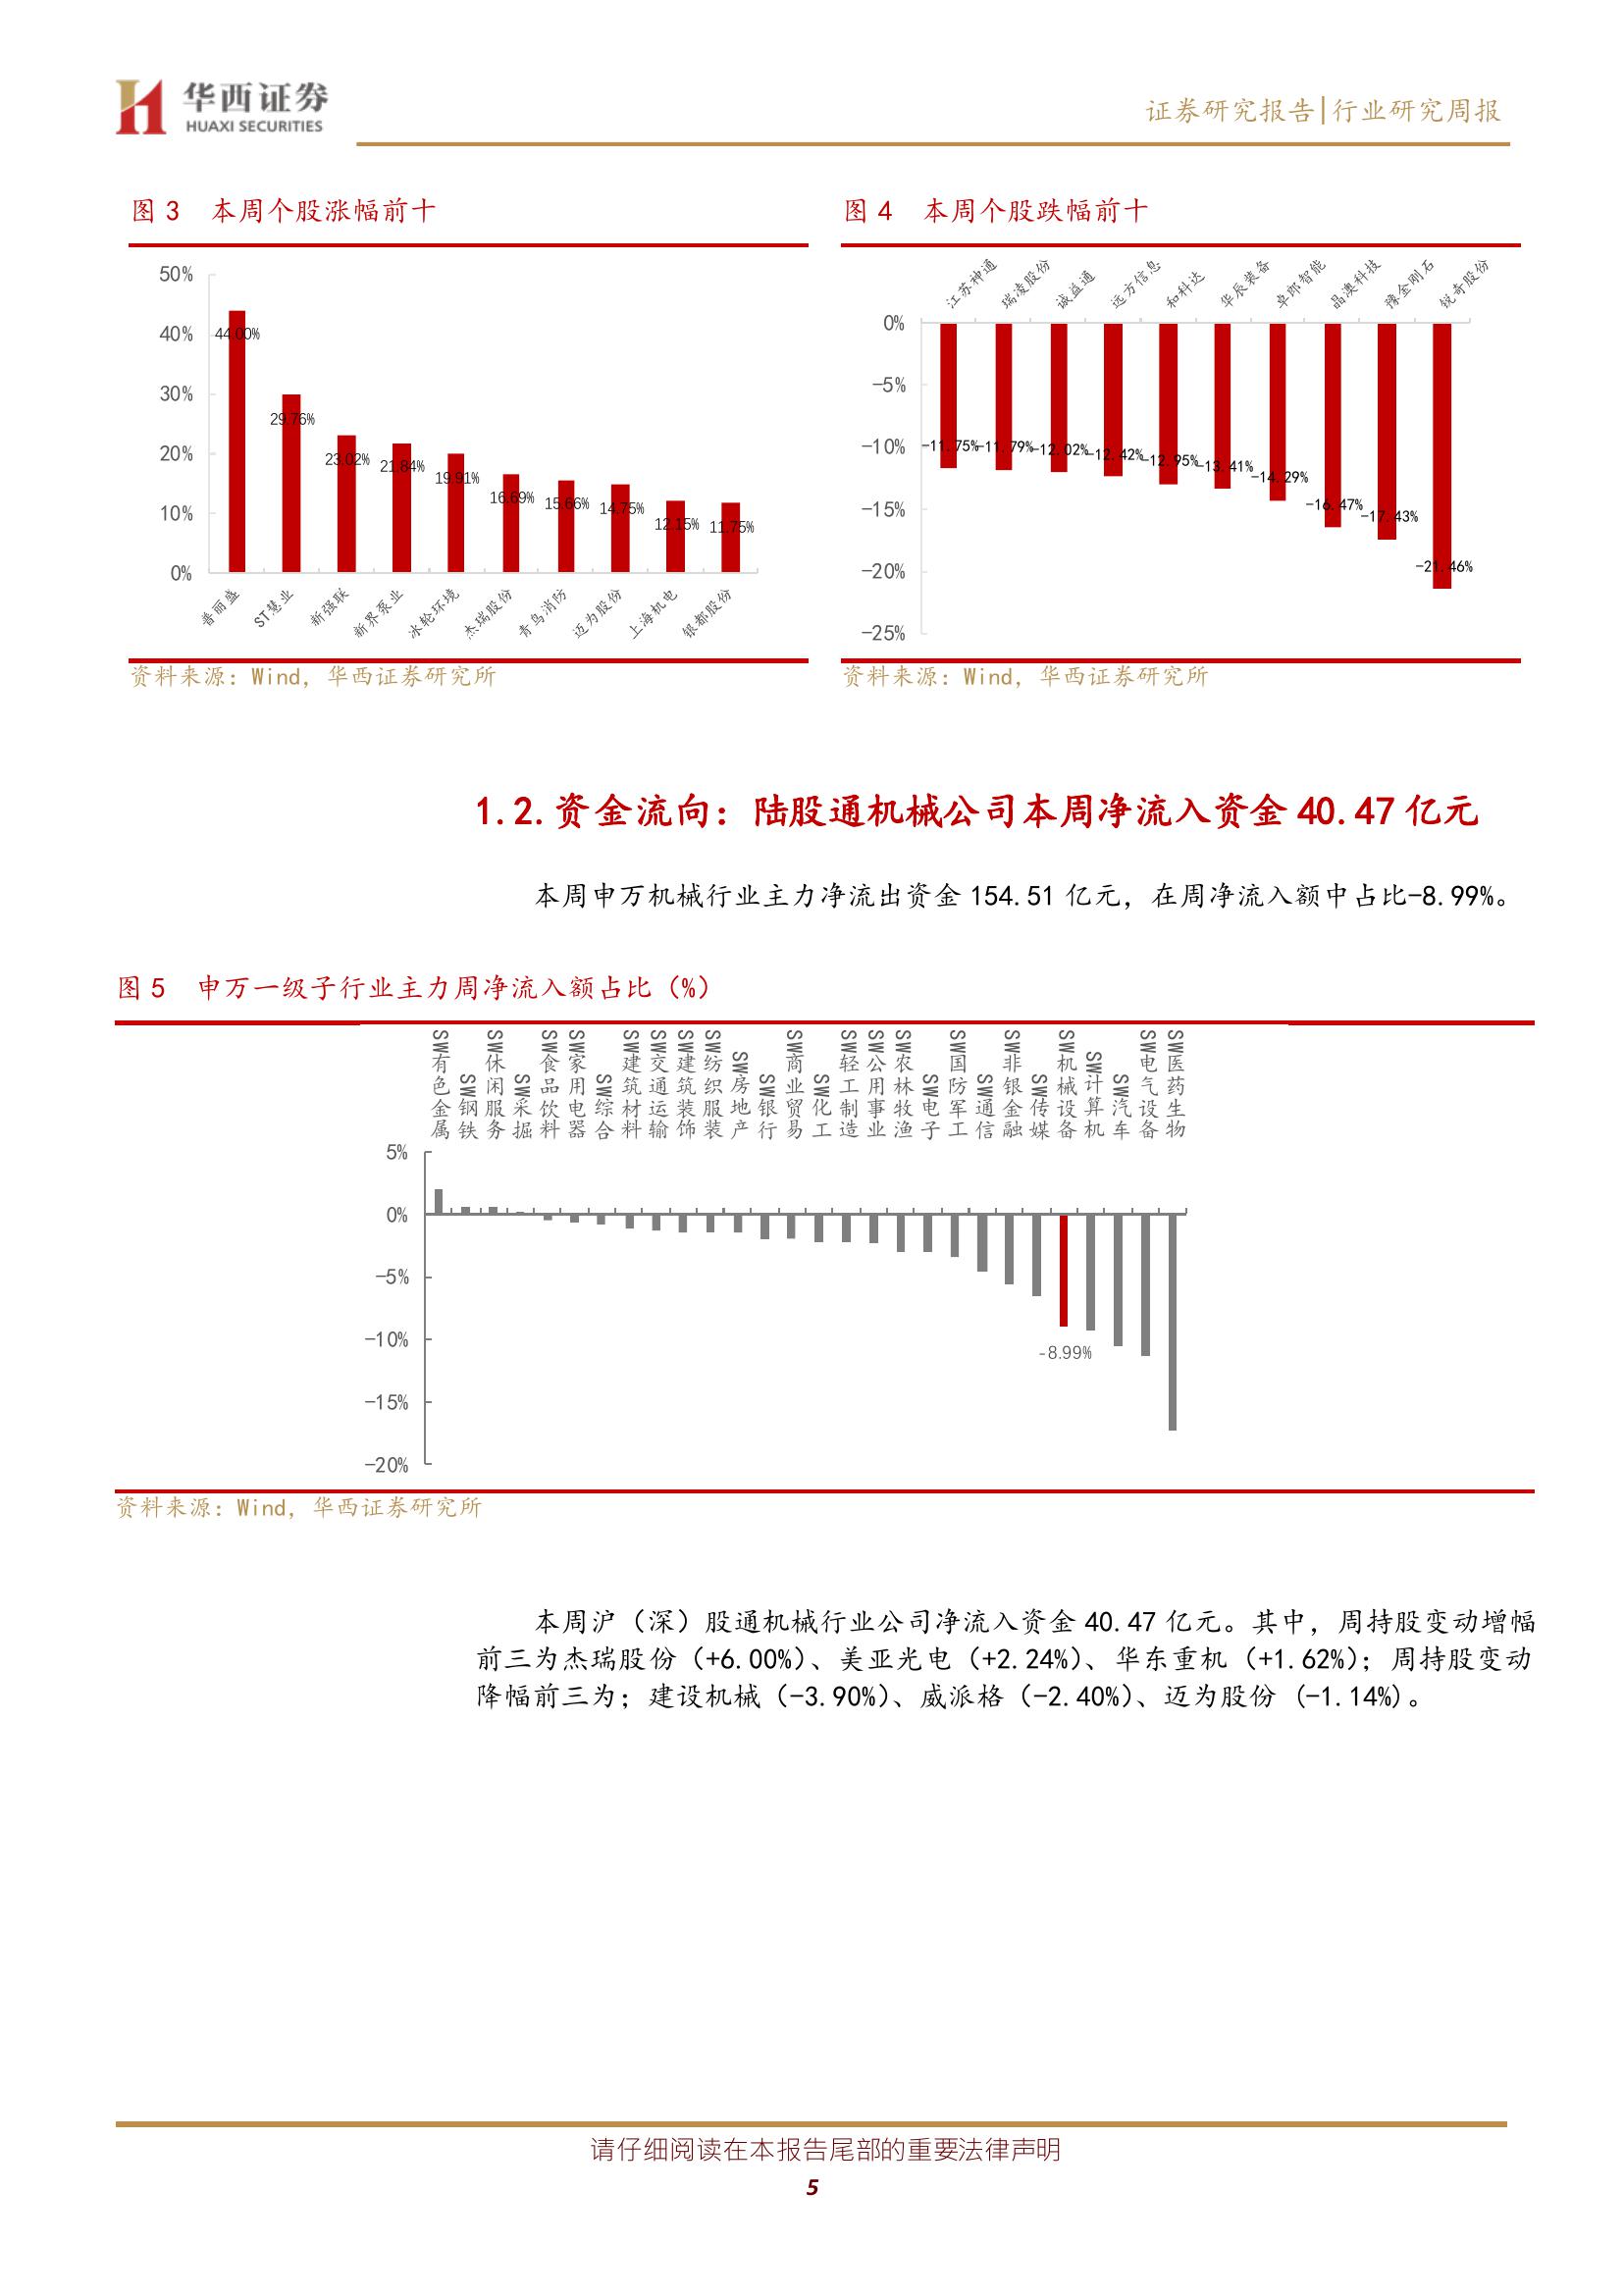 华西证券
HUAXI SECURITIES
证券研究报告|行业研究周报
图 3 本周个股涨幅前十
50%
40%
30%
20%
10%
0%
44.00%
29.76%
23.02%
21.84%
19.91%
16.69%
15.66%
14.75%
12.15%
11.75%
普丽盛
ST慧业
新强联
新界泵业
冰轮环境
杰瑞股份
青鸟消防
迈为股份
上海机电
银都股份
资料来源：Wind，华西证券研究所
图 4 本周个股跌幅前十
江苏神通
瑞凌股份
诚益通
远方信息
和科达
华辰装备
卓郎智能
晶澳科技
豫金刚石
锐奇股份
0%
-5%
-10%
-15%
-20%
-25%
-11.75%
-11.79%
-12.02%
-12.42%
-12.95%
-13.41%
-14.29%
-16.47%
-17.43%
-21.46%
资料来源：Wind，华西证券研究所
1.2.资金流向：陆股通机械公司本周净流入资金 40.47 亿元
本周申万机械行业主力净流出资金 154.51 亿元，在周净流入额中占比-8.99%。
图 5 申万一级子行业主力周净流入额占比（%）
SW有色金属
SW钢铁
SW休闲服务
SW采掘
SW食品饮料
SW家用电器
SW综合
SW建筑材料
SW交通运输
SW建筑装饰
SW纺织服装
SW房地产
SW银行
SW商业贸易
SW化工
SW轻工制造
SW公用事业
SW农林牧渔
SW电子
SW国防军工
SW通信
SW非银金融
SW传媒
SW机械设备
SW计算机
SW汽车
SW电气设备
SW医药生物
5%
0%
-5%
-10%
-15%
-20%
-8.99%
资料来源：Wind，华西证券研究所
本周沪（深）股通机械行业公司净流入资金 40.47 亿元。其中，周持股变动增幅
前三为杰瑞股份（+6.00%）、美亚光电（+2.24%）、华东重机（+1.62%）；周持股变动
降幅前三为；建设机械（-3.90%）、威派格（-2.40%）、迈为股份 (-1.14%)。
请仔细阅读在本报告尾部的重要法律声明
5